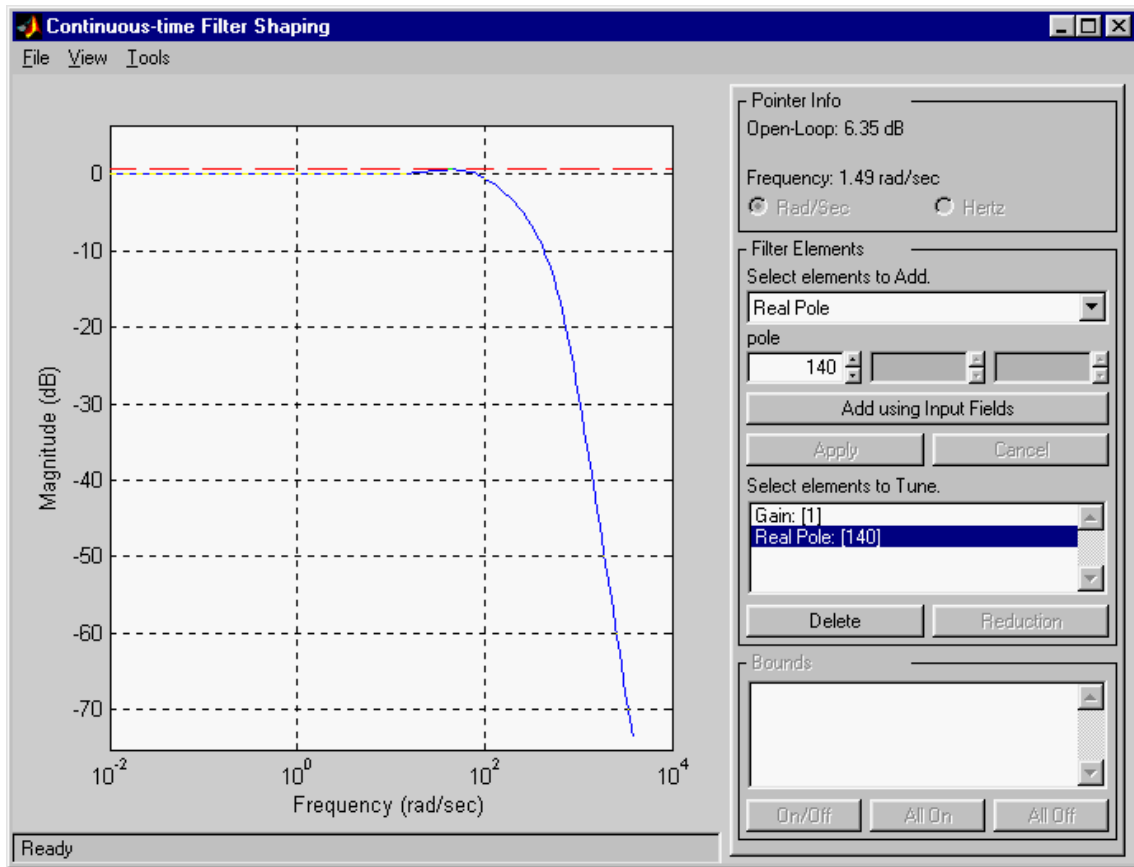 Continuous-time Filter Shaping
File View Tools
0
-10
-20
-30
-40
-50
-60
-70
Magnitude (dB)
10^-2
10^0
10^2
10^4
Frequency (rad/sec)
Ready
Pointer Info
Open-Loop: 6.35 dB
Frequency: 1.49 rad/sec
Rad/Sec Hertz
Filter Elements
Select elements to Add.
Real Pole
pole
140
Add using Input Fields
Apply Cancel
Select elements to Tune.
Gain: [1]
Real Pole: [140]
Delete Reduction
Bounds
On/Off All On All Off